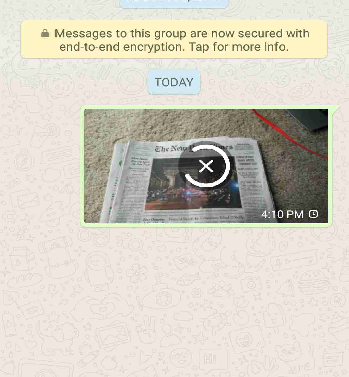 Messages to this group are now secured with
end-to-end encryption. Tap for more info.
TODAY
The New
4:10 PM